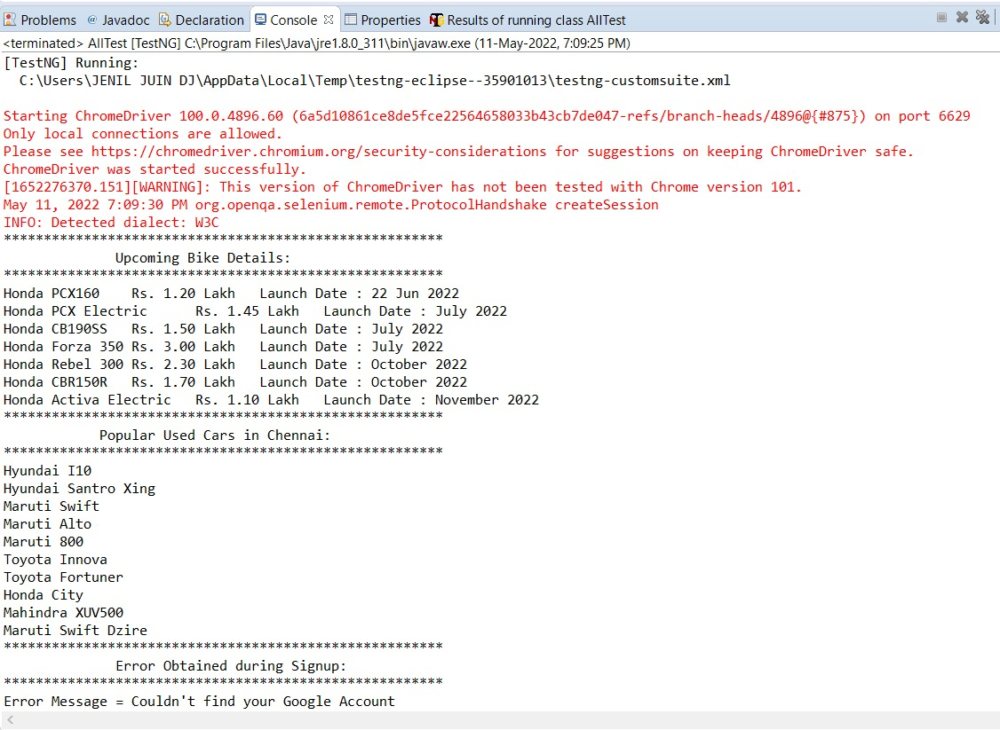 Problems @ Javadoc Declaration Console Properties Results of running class AllTest
<terminated> AllTest [TestNG] C:\Program Files\Java\jre1.8.0_311\bin\javaw.exe (11-May-2022, 7:09:25 PM)
[TestNG] Running:
  C:\Users\JENIL JUIN DJ\AppData\Local\Temp\testng-eclipse--35901013\testng-customsuite.xml

Starting ChromeDriver 100.0.4896.60 (6a5d10861ce8de5fce22564658033b43cb7de047-refs/branch-heads/4896@{#875}) on port 6629
Only local connections are allowed.
Please see https://chromedriver.chromium.org/security-considerations for suggestions on keeping ChromeDriver safe.
ChromeDriver was started successfully.
[1652276370.151][WARNING]: This version of ChromeDriver has not been tested with Chrome version 101.
May 11, 2022 7:09:30 PM org.openqa.selenium.remote.ProtocolHandshake createSession
INFO: Detected dialect: W3C
*******************************************************
              Upcoming Bike Details:
*******************************************************
Honda PCX160    Rs. 1.20 Lakh   Launch Date : 22 Jun 2022
Honda PCX Electric      Rs. 1.45 Lakh   Launch Date : July 2022
Honda CB190SS   Rs. 1.50 Lakh   Launch Date : July 2022
Honda Forza 350 Rs. 3.00 Lakh   Launch Date : July 2022
Honda Rebel 300 Rs. 2.30 Lakh   Launch Date : October 2022
Honda CBR150R   Rs. 1.70 Lakh   Launch Date : October 2022
Honda Activa Electric   Rs. 1.10 Lakh   Launch Date : November 2022
*******************************************************
            Popular Used Cars in Chennai:
*******************************************************
Hyundai I10
Hyundai Santro Xing
Maruti Swift
Maruti Alto
Maruti 800
Toyota Innova
Toyota Fortuner
Honda City
Mahindra XUV500
Maruti Swift Dzire
*******************************************************
              Error Obtained during Signup:
*******************************************************
Error Message = Couldn't find your Google Account